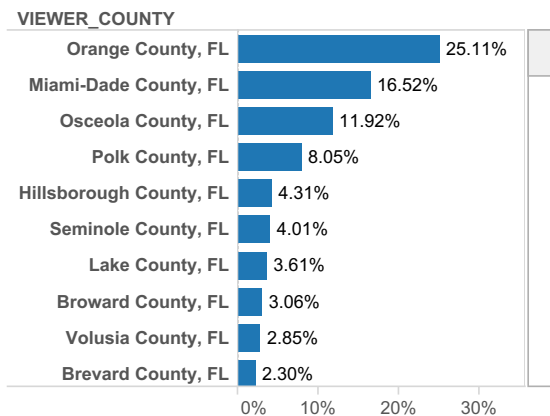 VIEWER_COUNTY
Orange County, FL 25.11%
Miami-Dade County, FL 16.52%
Osceola County, FL 11.92%
Polk County, FL 8.05%
Hillsborough County, FL 4.31%
Seminole County, FL 4.01%
Lake County, FL 3.61%
Broward County, FL 3.06%
Volusia County, FL 2.85%
Brevard County, FL 2.30%
0% 10% 20% 30%